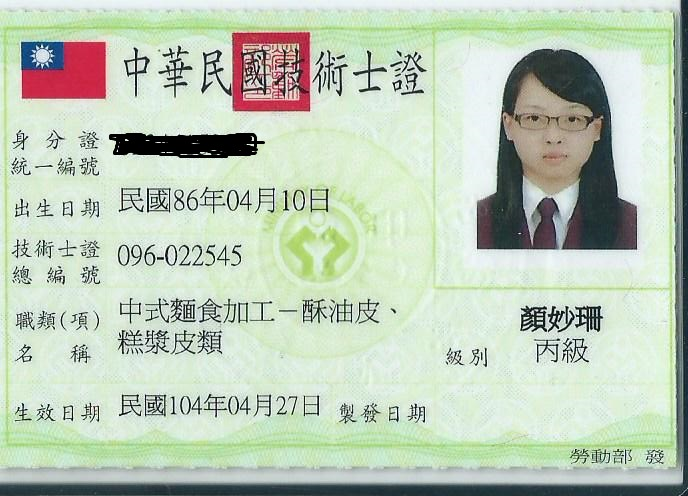 中華民國技術士證
身分證
統一編號
出生日期 民國86年04月10日
技術士證
總編號 096-022545
職類(項) 中式麵食加工－酥油皮、
名稱 糕漿皮類
顏妙珊
級別 丙級
生效日期 民國104年04月27日 製發日期
勞動部 發